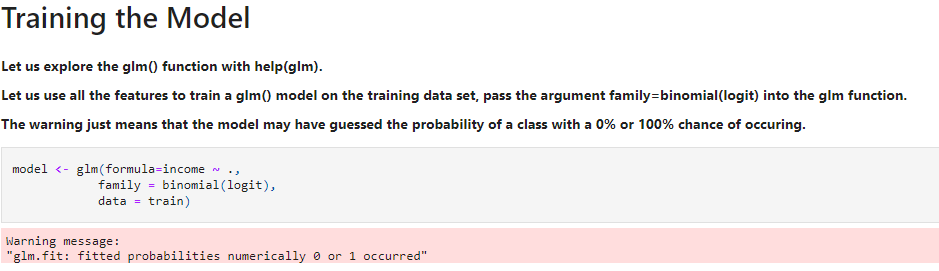 Training the Model
Let us explore the glm() function with help(glm).
Let us use all the features to train a glm() model on the training data set, pass the argument family=binomial(logit) into the glm function.
The warning just means that the model may have guessed the probability of a class with a 0% or 100% chance of occuring.
model <- glm(formula=income ~ .,
            family = binomial(logit),
            data = train)
Warning message:
"glm.fit: fitted probabilities numerically 0 or 1 occurred"